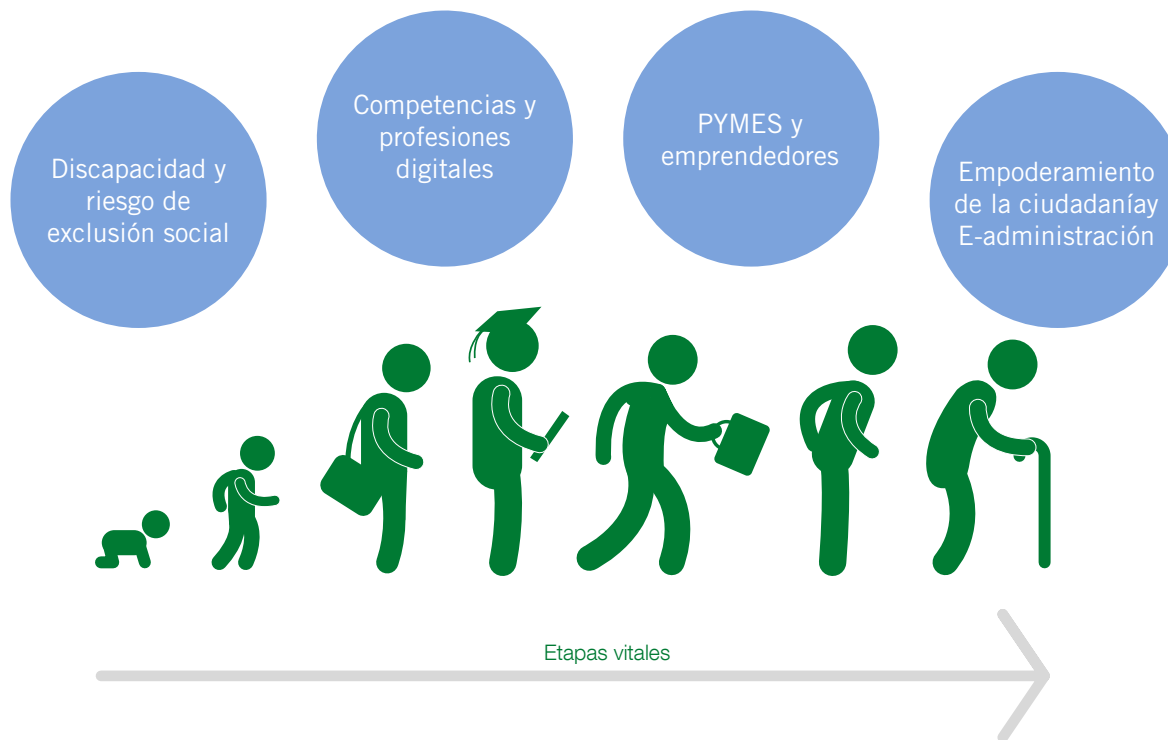 Discapacidad y
riesgo de
exclusión social
Competencias y
profesiones
digitales
PYMES y
emprendedores
Empoderamiento
de la ciudadaníay
E-administración
Etapas vitales